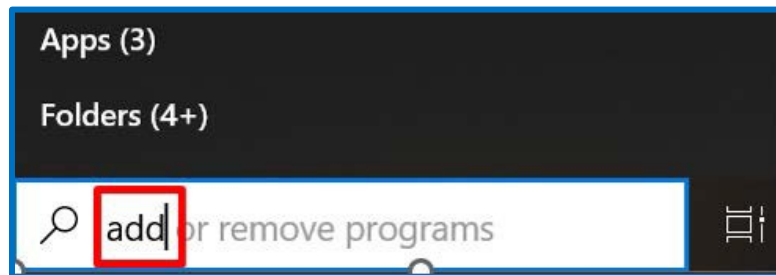 Apps (3)
Folders (4+)
add or remove programs